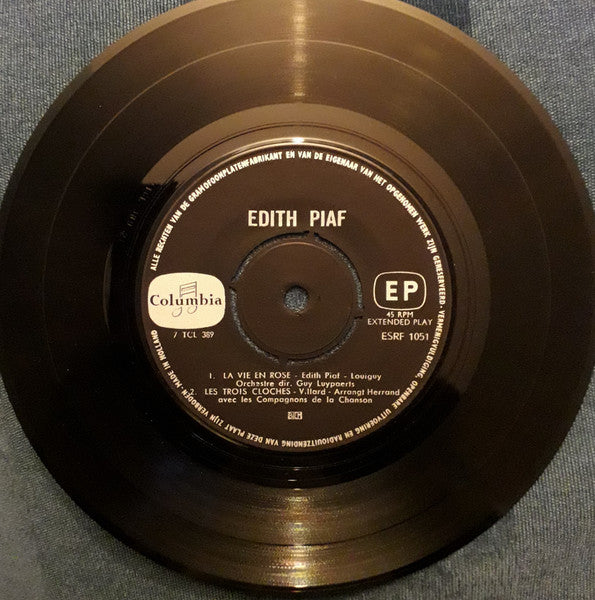 EDITH PIAF
Columbia
7 TCL 389
EP
45 RPM
EXTENDED PLAY
ESRF 1051
1. LA VIE EN ROSE - Edith Piaf - Louiguy
Orchestre dir. Guy Luypaerts
2. LES TROIS CLOCHES - Villard - Arrangt Herrand
avec les Compagnons de la Chanson
ALLE RECHTEN VAN DE GRAMOFOONPLATENFABRIKANT EN VAN DE EIGENAAR VAN HET OPGENOMEN WERK ZIJN GERESERVEERD - VERMENIGVULDIGING, OPENBARE UITVOERING EN RADIOUITZENDING VAN DEZE PLAAT ZIJN VERBODEN - MADE IN HOLLAND